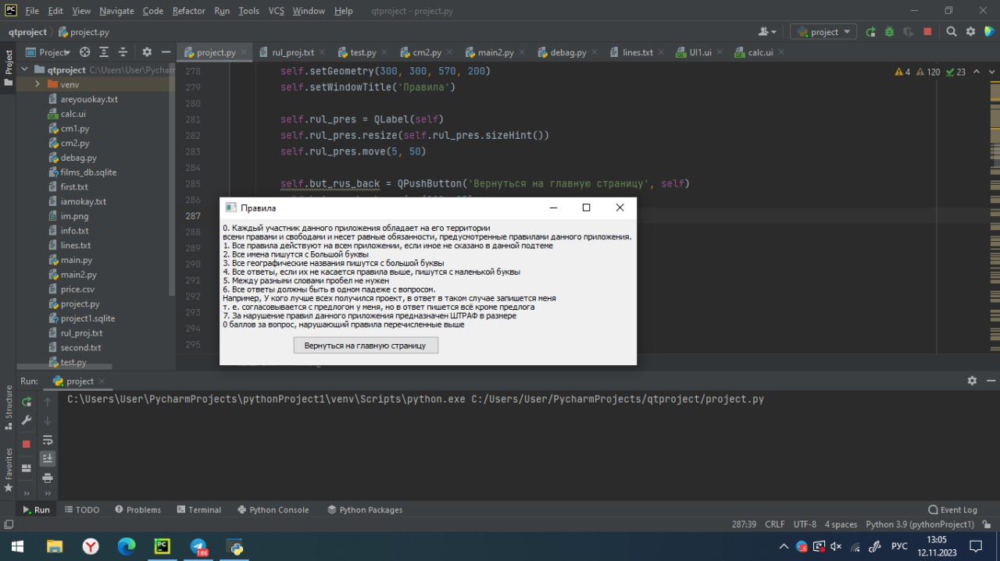 File Edit View Navigate Code Refactor Run Tools VCS Window Help qtproject - project.py
qtproject project.py project
Project project.py rul_proj.txt test.py cm2.py main2.py debag.py lines.txt UI1.ui calc.ui
Project
qtproject C:\Users\User\Pycharm
venv
areyouokay.txt
calc.ui
cm1.py
cm2.py
debag.py
films_db.sqlite
first.txt
iamokay.txt
im.png
info.txt
lines.txt
main.py
main2.py
price.csv
project.py
project1.sqlite
rul_proj.txt
second.txt
test.py
4 120 23
278 self.setGeometry(300, 300, 570, 200)
279 self.setWindowTitle('Правила')
280
281 self.rul_pres = QLabel(self)
282 self.rul_pres.resize(self.rul_pres.sizeHint())
283 self.rul_pres.move(5, 50)
284
285 self.but_rus_back = QPushButton('Вернуться на главную страницу', self)
286
287
288
289
290
291
292
293
294
295
Правила
0. Каждый участник данного приложения обладает на его территории
всеми правами и свободами и несет равные обязанности, предусмотренные правилами данного приложения.
1. Все правила действуют на всем приложении, если иное не сказано в данной подтеме
2. Все имена пишутся с Большой буквы
3. Все географические названия пишутся с большой буквы
4. Все ответы, если их не касается правила выше, пишутся с маленькой буквы
5. Между разными словами пробел не нужен
6. Все ответы должны быть в одном падеже с вопросом.
Например, У кого лучше всех получился проект, в ответ в таком случае запишется меня
т. е. согласовывается с предлогом у меня, но в ответ пишется всё кроме предлога
7. За нарушение правил данного приложения предназначен ШТРАФ в размере
0 баллов за вопрос, нарушающий правила перечисленные выше
Вернуться на главную страницу
Run: project
C:\Users\User\PycharmProjects\pythonProject1\venv\Scripts\python.exe C:/Users/User/PycharmProjects/qtproject/project.py
Structure
Favorites
Run TODO Problems Terminal Python Console Python Packages Event Log
287:39 CRLF UTF-8 4 spaces Python 3.9 (pythonProject1)
186 РУС 13:05
12.11.2023